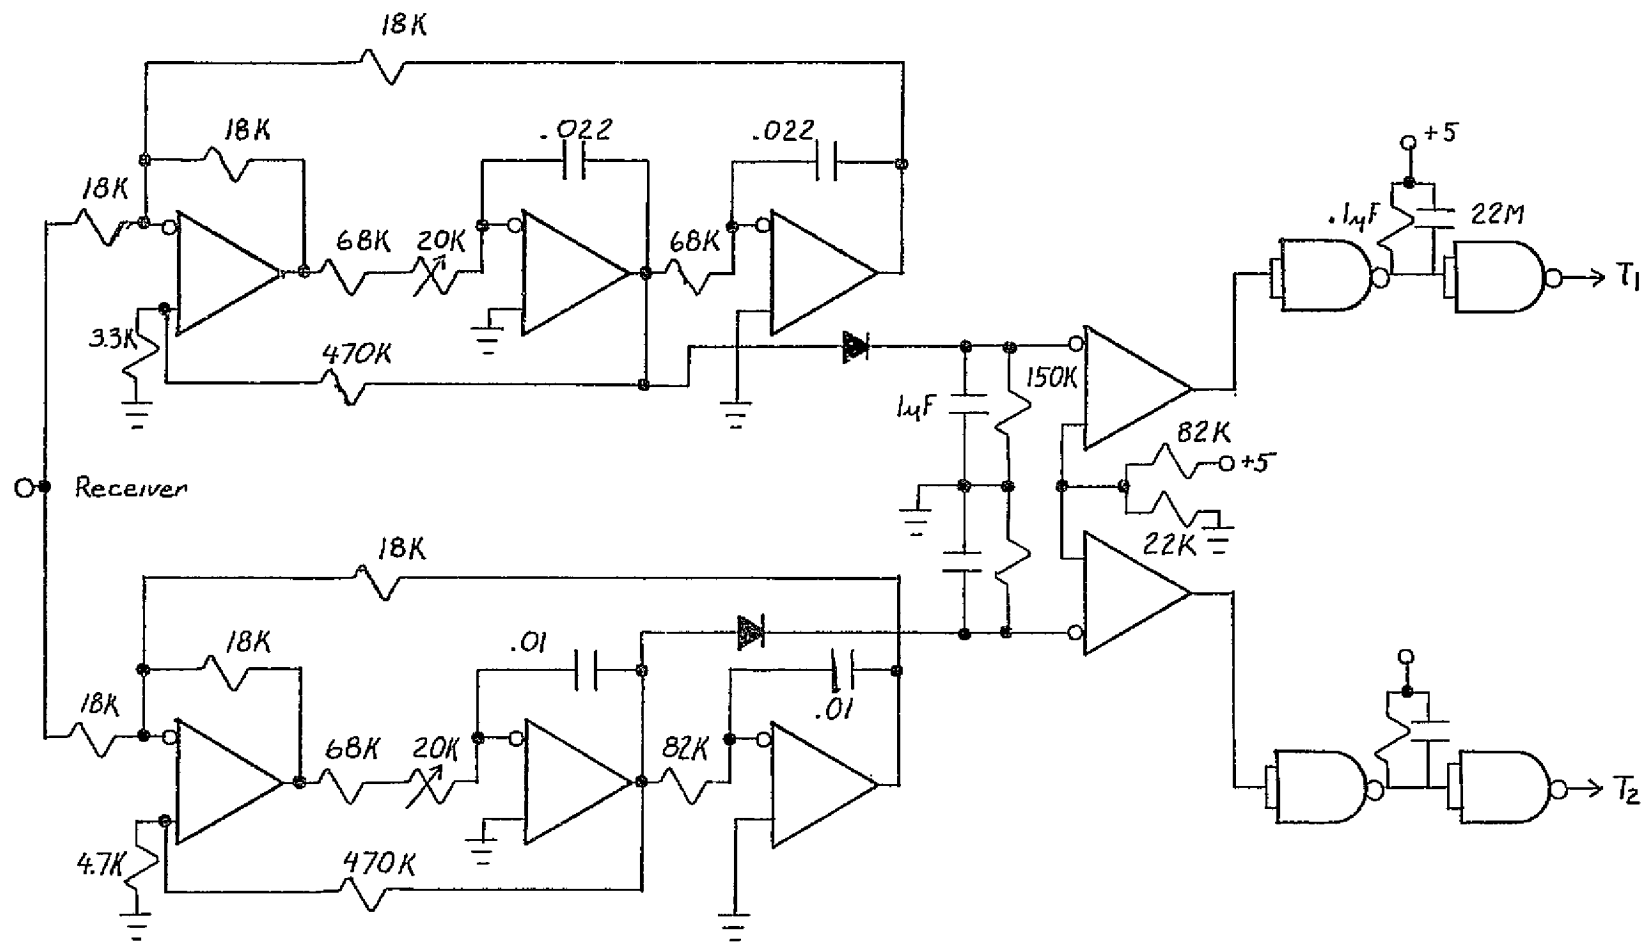 18K
18K
.022
.022
18K
68K
20K
68K
3.3K
470K
+5
.1μF
22M
T1
150K
1μF
82K
+5
22K
Receiver
18K
18K
.01
.01
18K
68K
20K
82K
4.7K
470K
T2